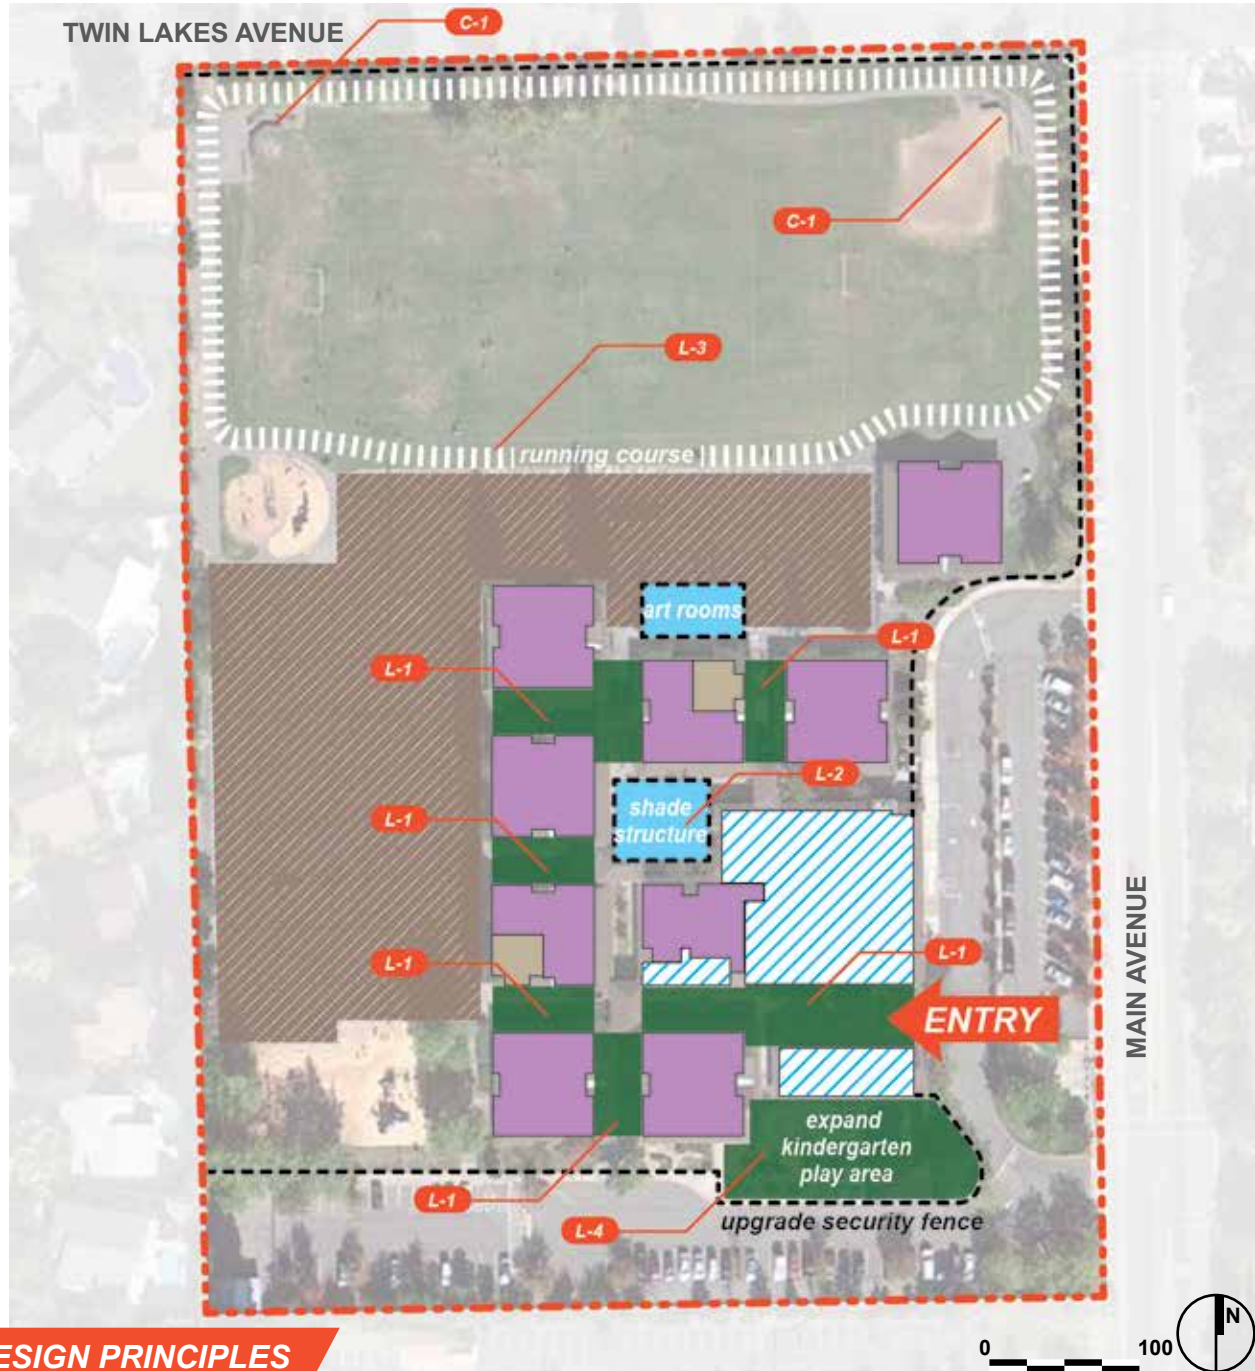 TWIN LAKES AVENUE
C-1
C-1
L-3
running course
art rooms
L-1
L-1
L-2
shade
structure
L-1
L-1
L-1
ENTRY
MAIN AVENUE
expand
kindergarten
play area
L-1
L-4
upgrade security fence
ESIGN PRINCIPLES
0
100
N